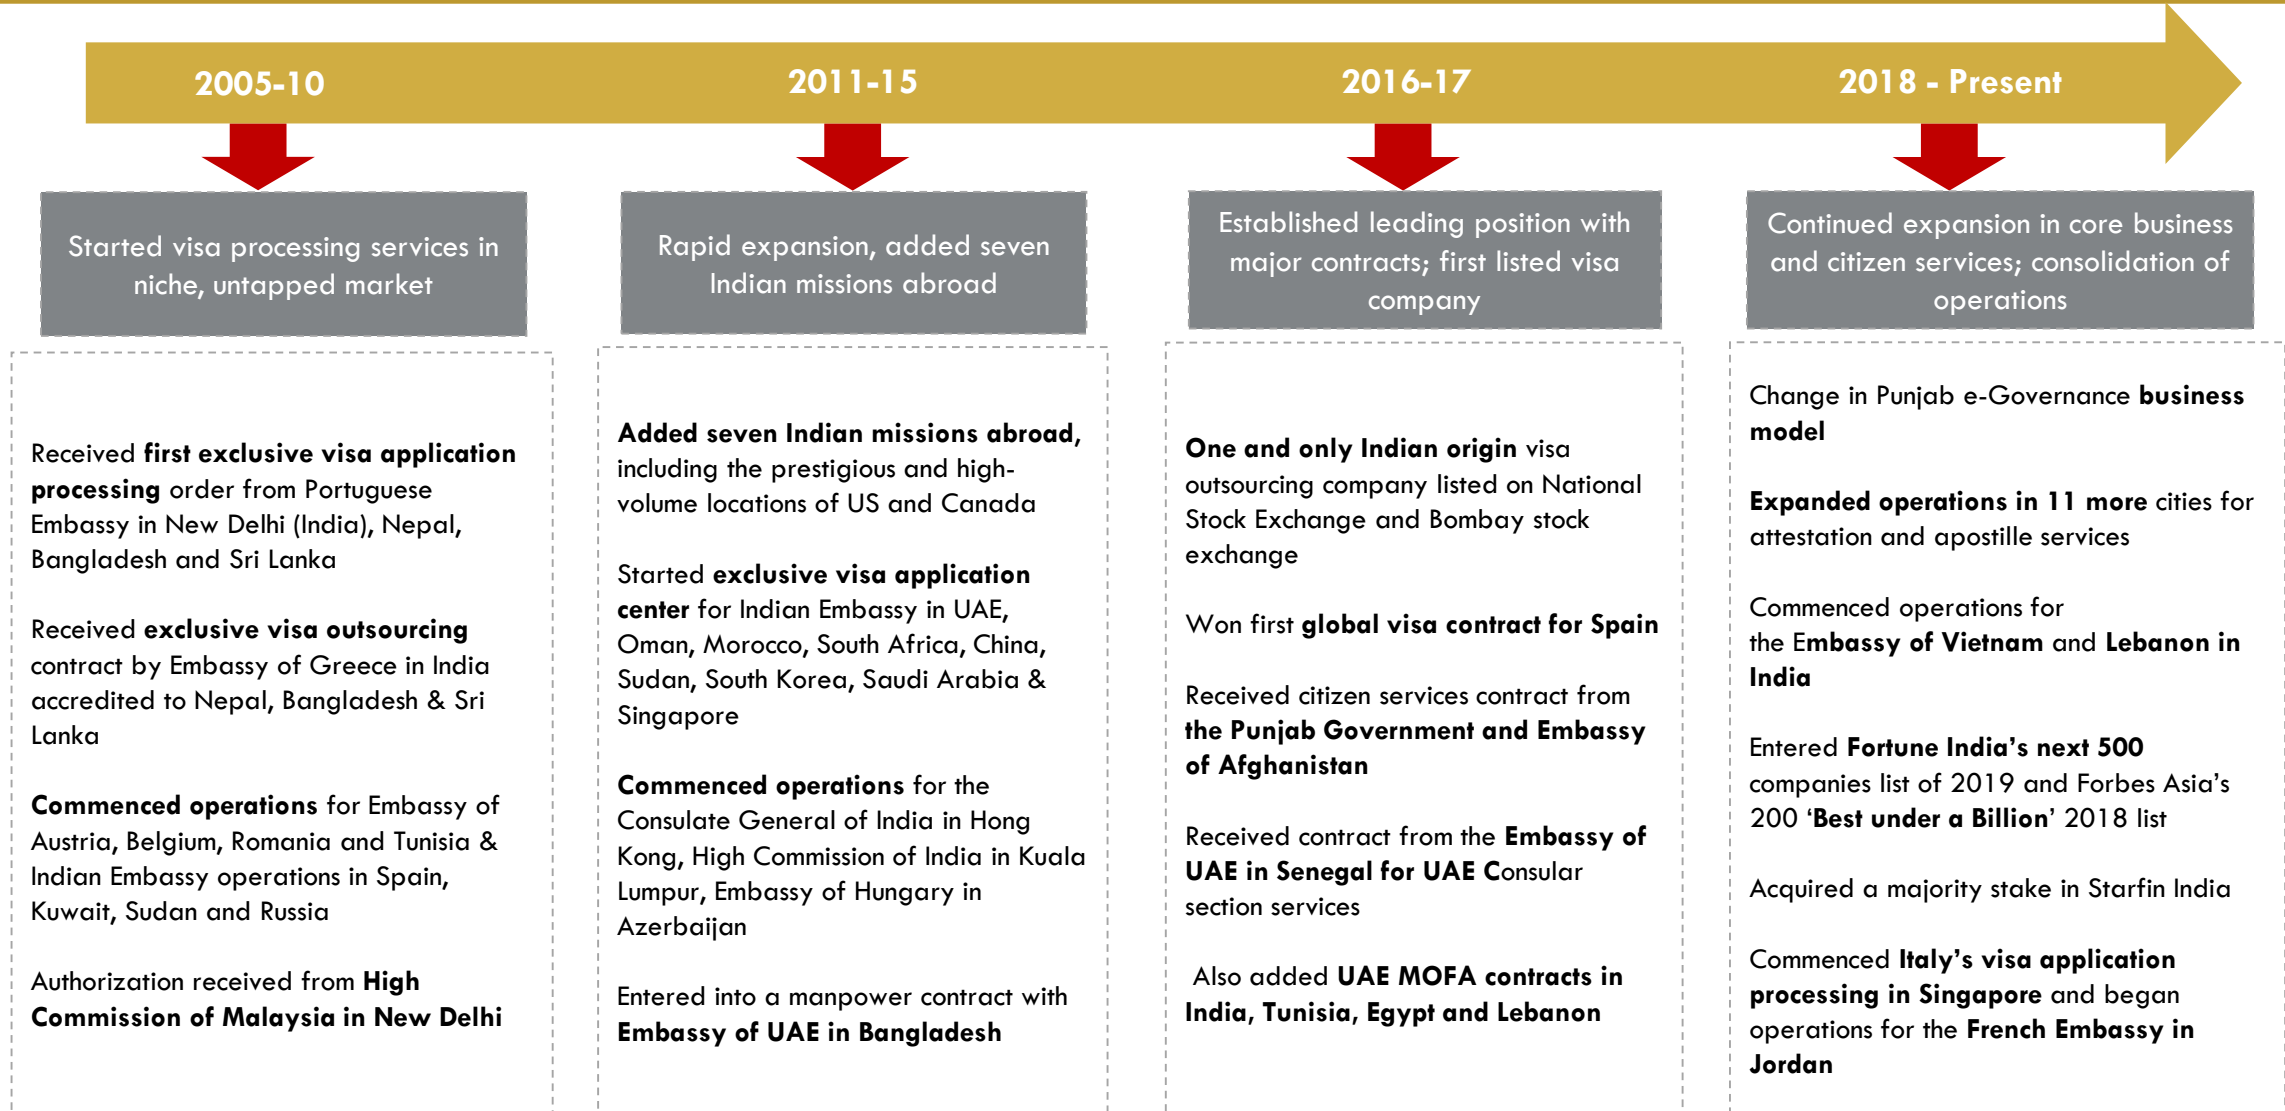 2005-10
2011-15
2016-17
2018 - Present
Started visa processing services in
niche, untapped market
Rapid expansion, added seven
Indian missions abroad
Established leading position with
major contracts; first listed visa
company
Continued expansion in core business
and citizen services; consolidation of
operations
Received first exclusive visa application
processing order from Portuguese
Embassy in New Delhi (India), Nepal,
Bangladesh and Sri Lanka
Received exclusive visa outsourcing
contract by Embassy of Greece in India
accredited to Nepal, Bangladesh & Sri
Lanka
Commenced operations for Embassy of
Austria, Belgium, Romania and Tunisia &
Indian Embassy operations in Spain,
Kuwait, Sudan and Russia
Authorization received from High
Commission of Malaysia in New Delhi
Added seven Indian missions abroad,
including the prestigious and high-
volume locations of US and Canada
Started exclusive visa application
center for Indian Embassy in UAE,
Oman, Morocco, South Africa, China,
Sudan, South Korea, Saudi Arabia &
Singapore
Commenced operations for the
Consulate General of India in Hong
Kong, High Commission of India in Kuala
Lumpur, Embassy of Hungary in
Azerbaijan
Entered into a manpower contract with
Embassy of UAE in Bangladesh
One and only Indian origin visa
outsourcing company listed on National
Stock Exchange and Bombay stock
exchange
Won first global visa contract for Spain
Received citizen services contract from
the Punjab Government and Embassy
of Afghanistan
Received contract from the Embassy of
UAE in Senegal for UAE Consular
section services
Also added UAE MOFA contracts in
India, Tunisia, Egypt and Lebanon
Change in Punjab e-Governance business
model
Expanded operations in 11 more cities for
attestation and apostille services
Commenced operations for
the Embassy of Vietnam and Lebanon in
India
Entered Fortune India's next 500
companies list of 2019 and Forbes Asia's
200 'Best under a Billion' 2018 list
Acquired a majority stake in Starfin India
Commenced Italy's visa application
processing in Singapore and began
operations for the French Embassy in
Jordan